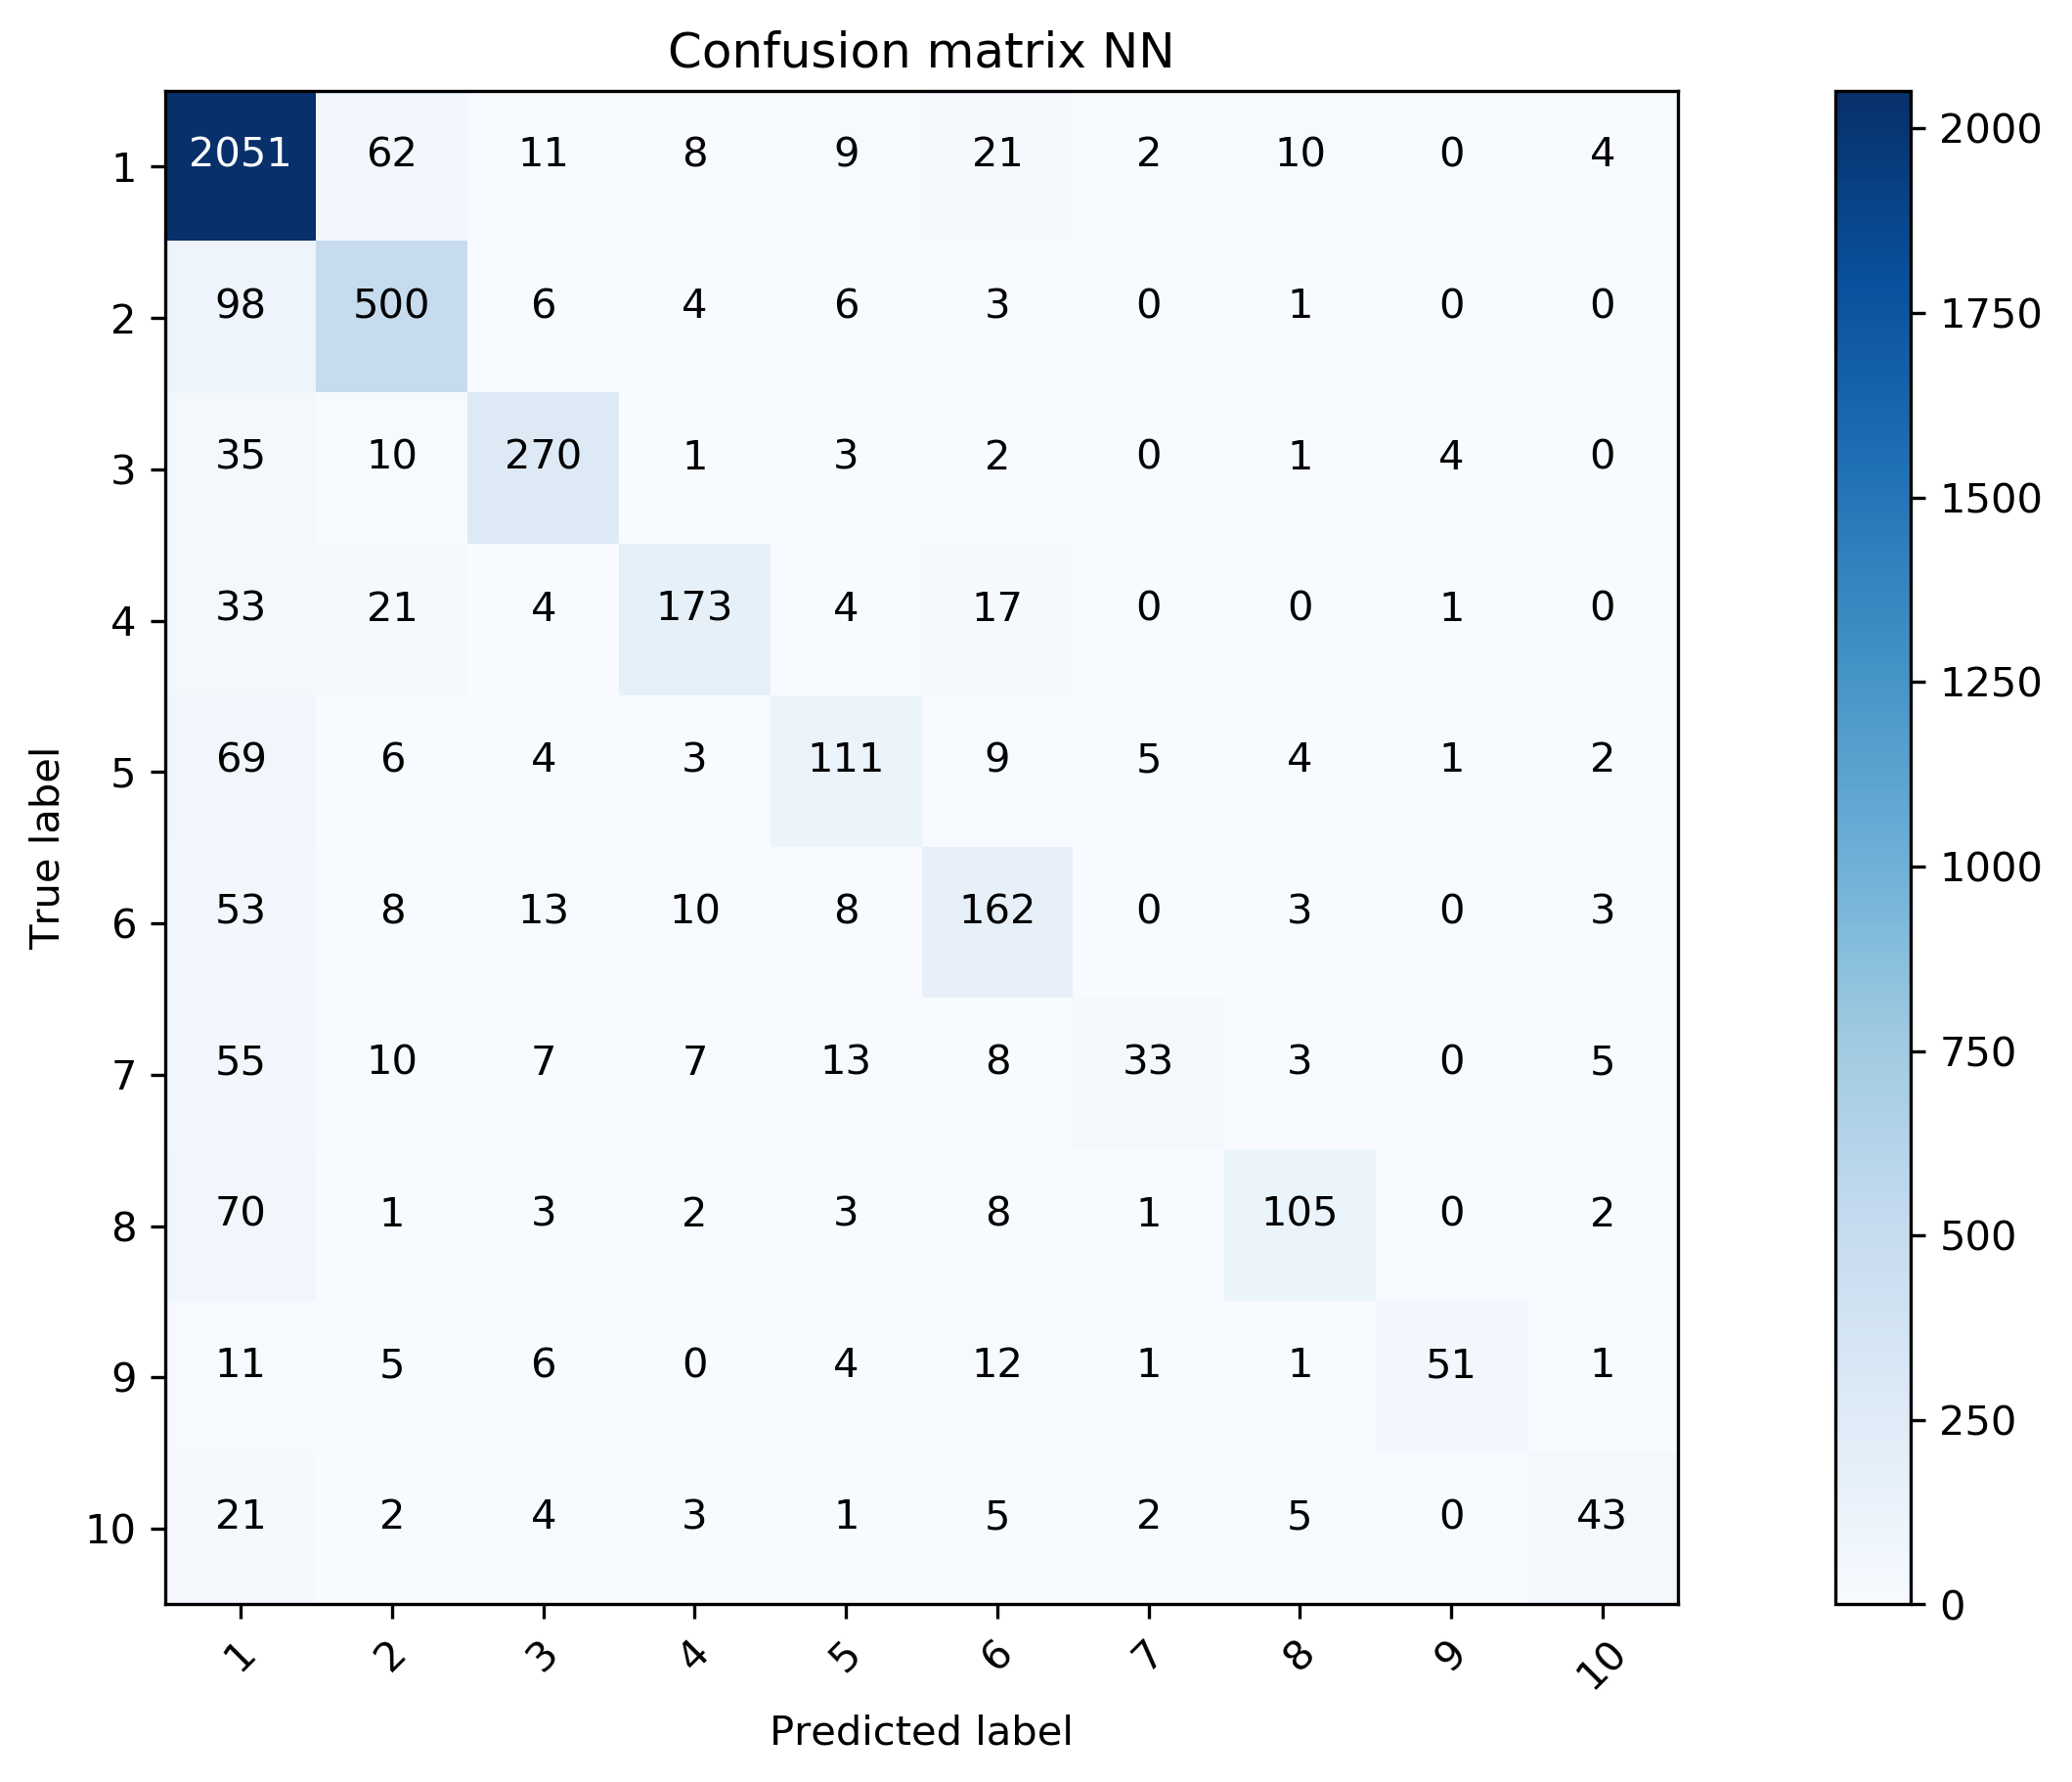 Confusion matrix NN
1 2051 62 11 8 9 21 2 10 0 4
2 98 500 6 4 6 3 0 1 0 0
3 35 10 270 1 3 2 0 1 4 0
4 33 21 4 173 4 17 0 0 1 0
5 69 6 4 3 111 9 5 4 1 2
6 53 8 13 10 8 162 0 3 0 3
7 55 10 7 7 13 8 33 3 0 5
8 70 1 3 2 3 8 1 105 0 2
9 11 5 6 0 4 12 1 1 51 1
10 21 2 4 3 1 5 2 5 0 43
1 2 3 4 5 6 7 8 9 10
True label
Predicted label
2000
1750
1500
1250
1000
750
500
250
0